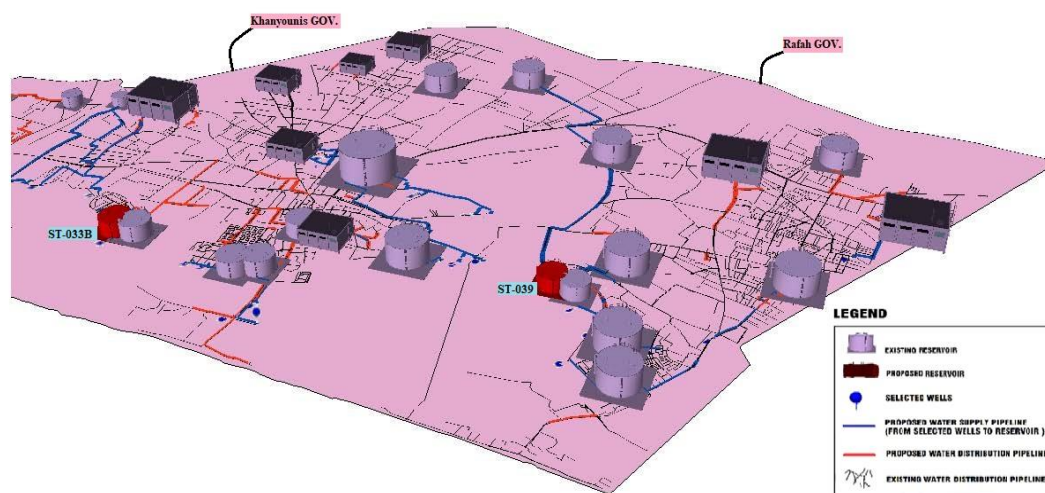 Khanyounis GOV.
Rafah GOV.
ST-033B
ST-039
LEGEND
EXISTING RESERVOIR
PROPOSED RESERVOIR
SELECTED WELLS
PROPOSED WATER SUPPLY PIPELINE
(FROM SELECTED WELLS TO RESERVOIR )
PROPOSED WATER DISTRIBUTION PIPELINE
EXISTING WATER DISTRIBUTION PIPELINE